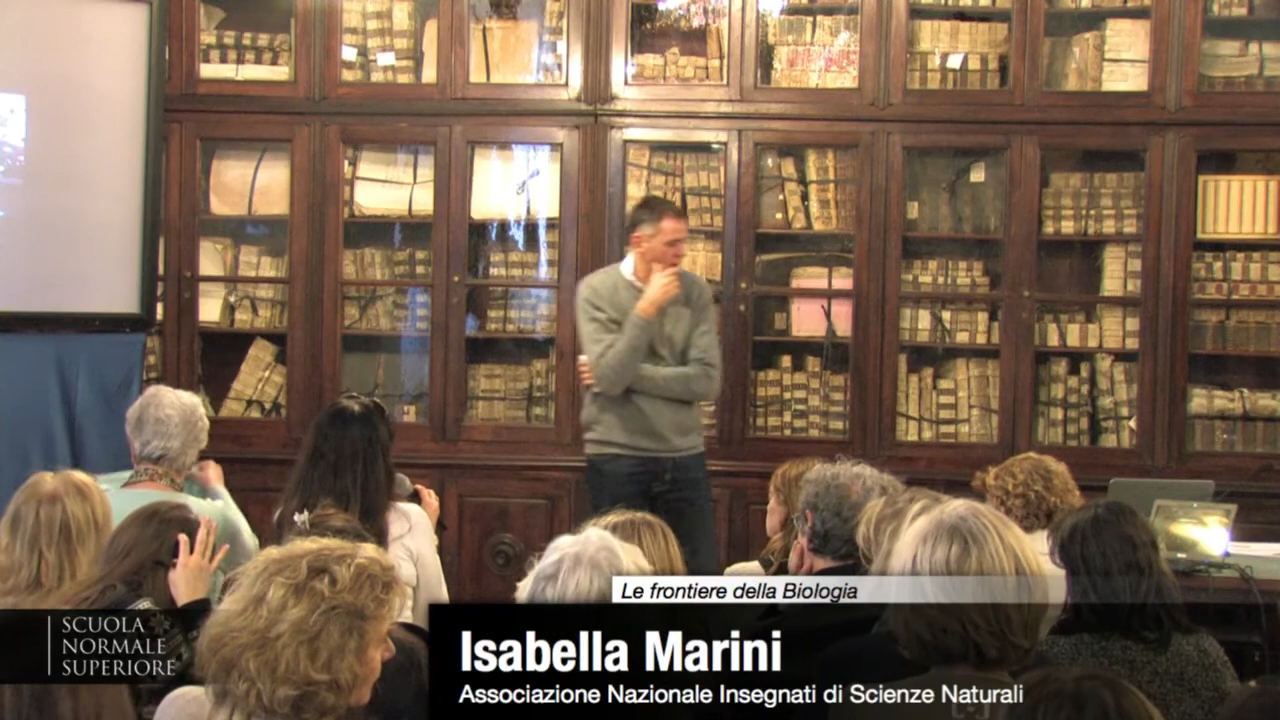 Le frontiere della Biologia
Isabella Marini
Associazione Nazionale Insegnati di Scienze Naturali
SCUOLA
NORMALE
SUPERIORE